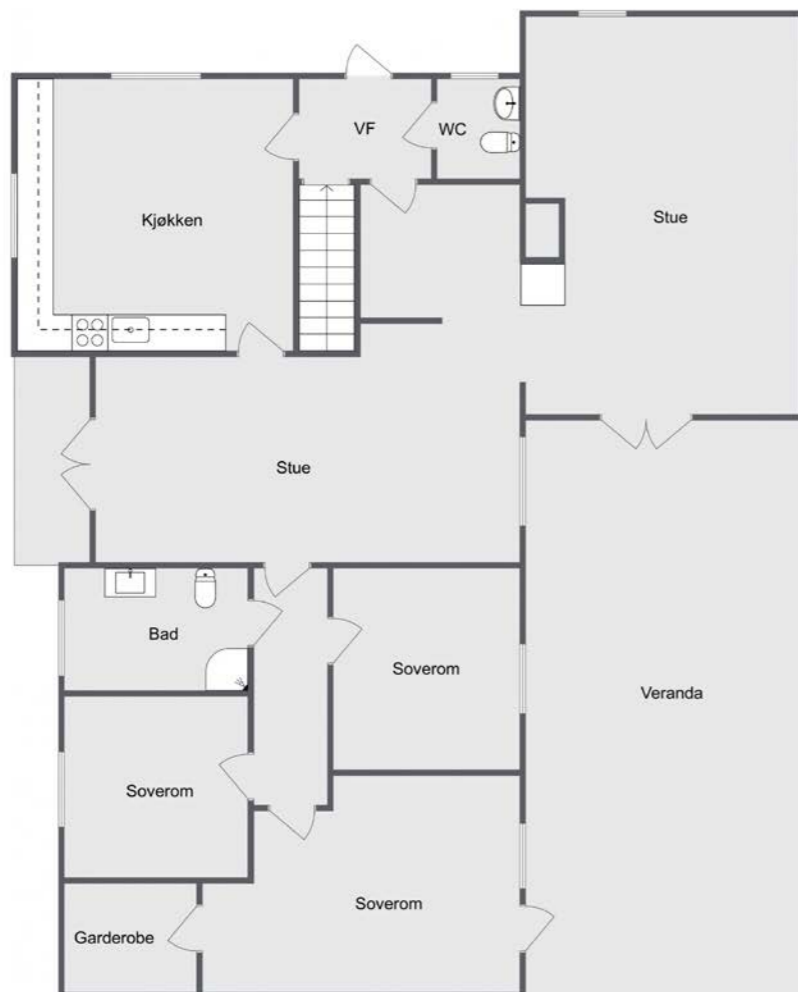 VF
WC
Kjøkken
Stue
Stue
Bad
Soverom
Veranda
Soverom
Soverom
Garderobe